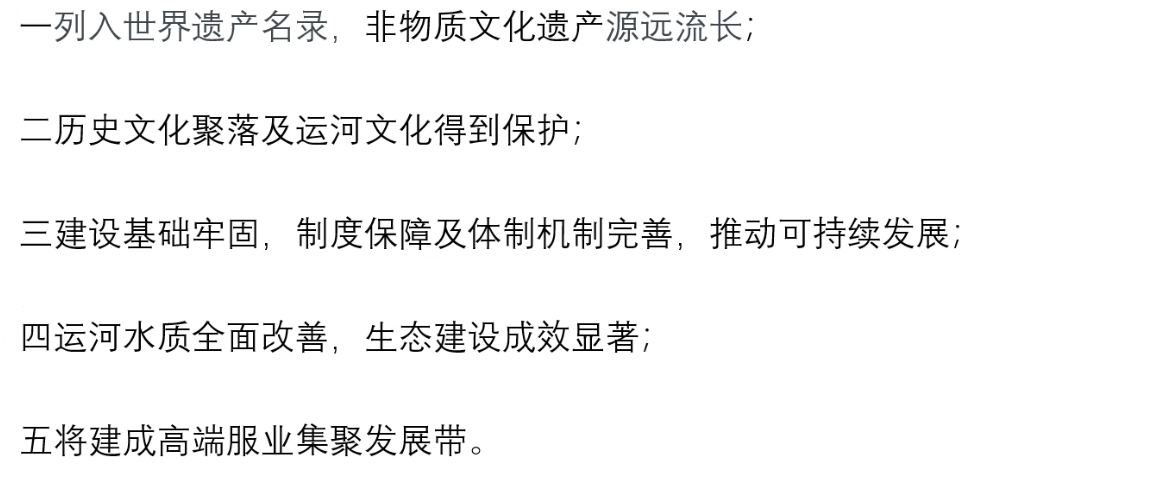 一列入世界遗产名录，非物质文化遗产源远流长；
二历史文化聚落及运河文化得到保护；
三建设基础牢固，制度保障及体制机制完善，推动可持续发展；
四运河水质全面改善，生态建设成效显著；
五将建成高端服业集聚发展带。